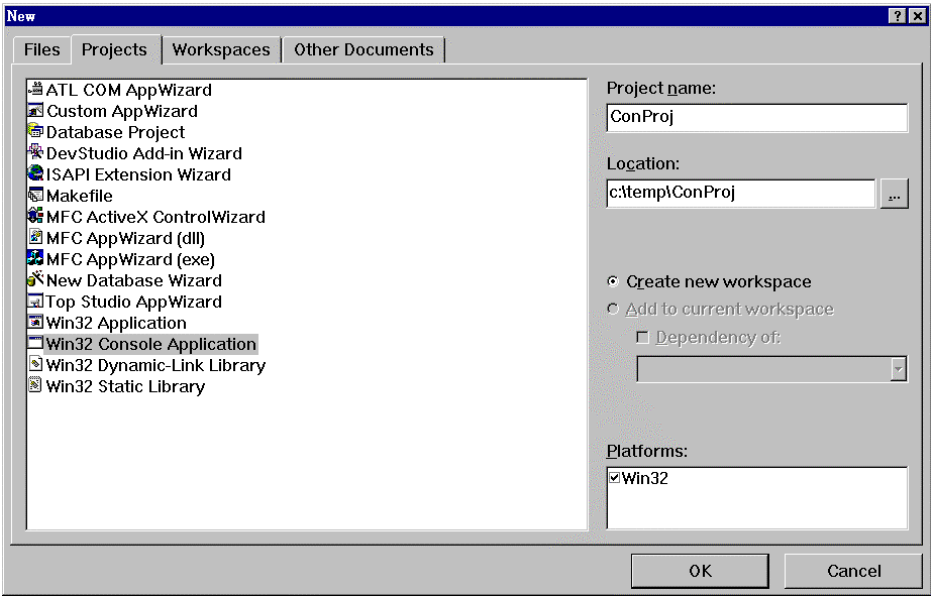 New
Files
Projects
Workspaces
Other Documents
ATL COM AppWizard
Custom AppWizard
Database Project
DevStudio Add-in Wizard
ISAPI Extension Wizard
Makefile
MFC ActiveX ControlWizard
MFC AppWizard (dll)
MFC AppWizard (exe)
New Database Wizard
Top Studio AppWizard
Win32 Application
Win32 Console Application
Win32 Dynamic-Link Library
Win32 Static Library
Project name:
ConProj
Location:
c:\temp\ConProj
...
Create new workspace
Add to current workspace
Dependency of:
Platforms:
Win32
OK
Cancel